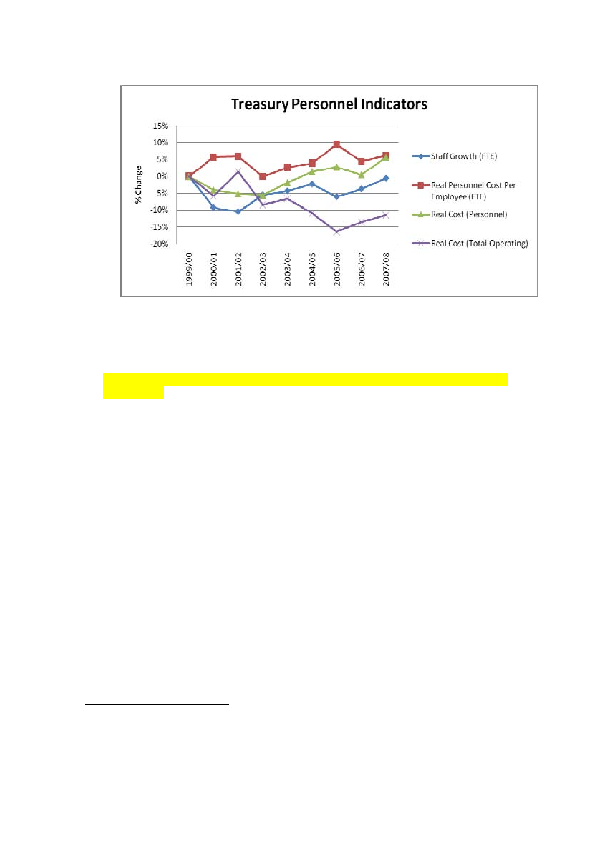 Treasury Personnel Indicators
15%
10%
5%
0%
-5%
-10%
-15%
-20%
% Change
1999/00
2000/01
2001/02
2002/03
2003/04
2004/05
2005/06
2006/07
2007/08
Staff Growth (FTE)
Real Personnel Cost Per
Employee (FTE)
Real Cost (Personnel)
Real Cost (Total Operating)